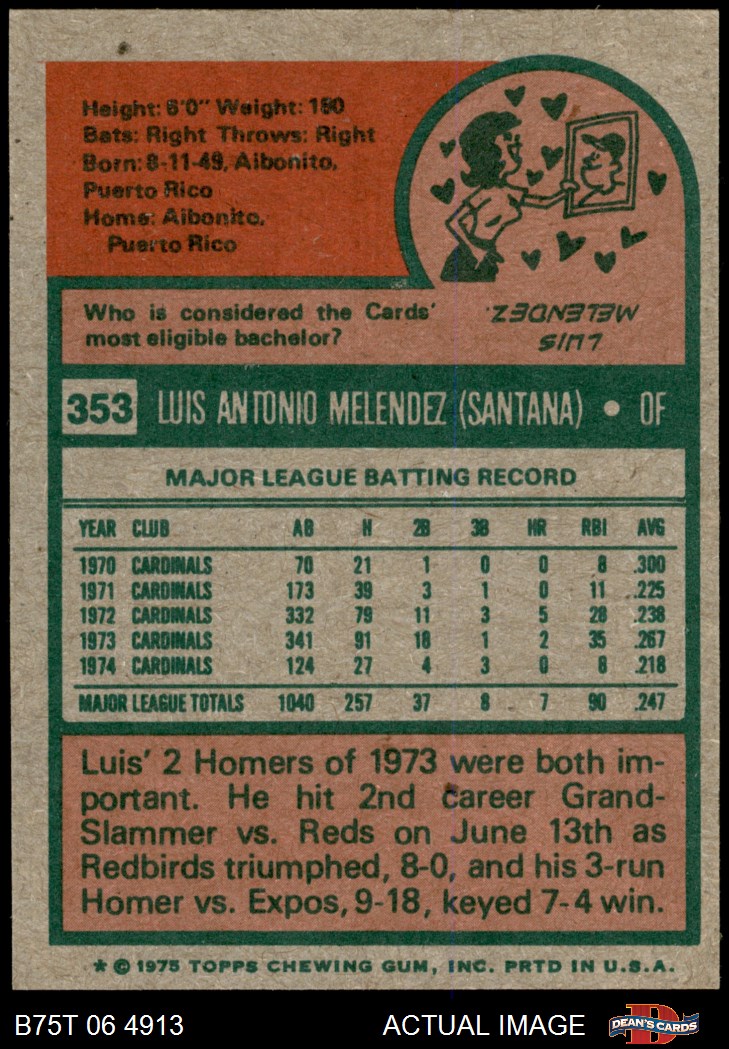 Height: 6'0" Weight: 160
Bats: Right Throws: Right
Born: 8-11-49, Aibonito,
Puerto Rico
Home: Aibonito,
Puerto Rico
Who is considered the Cards'
most eligible bachelor?
LUIS
MELENDEZ.
353 LUIS ANTONIO MELENDEZ (SANTANA) • OF
MAJOR LEAGUE BATTING RECORD
YEAR CLUB AB H 2B 3B HR RBI AVG
1970 CARDINALS 70 21 1 0 0 8 .300
1971 CARDINALS 173 39 3 1 0 11 .225
1972 CARDINALS 332 79 11 3 5 28 .238
1973 CARDINALS 341 91 18 1 2 35 .267
1974 CARDINALS 124 27 4 3 0 8 .218
MAJOR LEAGUE TOTALS 1040 257 37 8 7 90 .247
Luis' 2 Homers of 1973 were both im-
portant. He hit 2nd career Grand-
Slammer vs. Reds on June 13th as
Redbirds triumphed, 8-0, and his 3-run
Homer vs. Expos, 9-18, keyed 7-4 win.
* © 1975 TOPPS CHEWING GUM, INC. PRTD IN U.S.A.
B75T 06 4913 ACTUAL IMAGE DEAN'S CARDS